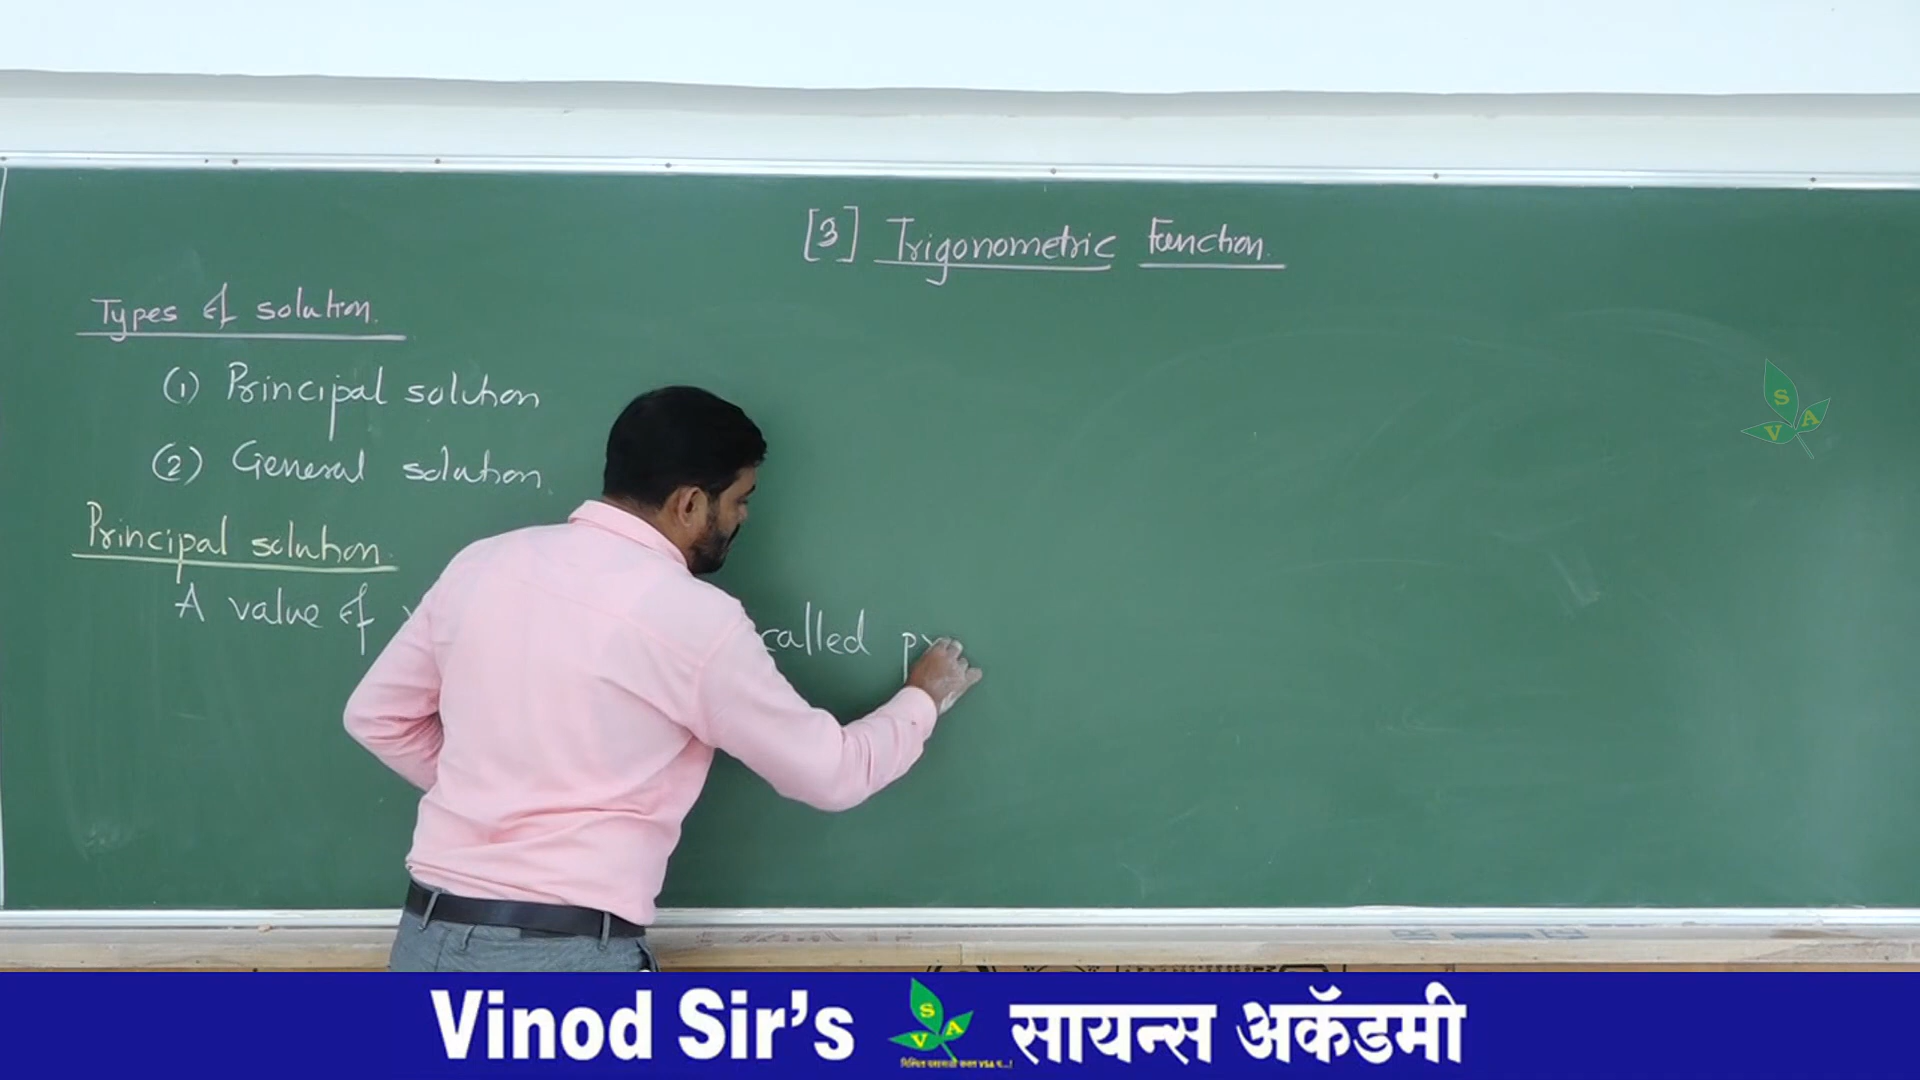 [3] Trigonometric Function.
Types of solution.
(1) Principal solution
(2) General solution.
Principal solution.
A value of called
S
V A
Vinod Sir's सायन्स अकॅडमी
S
V A